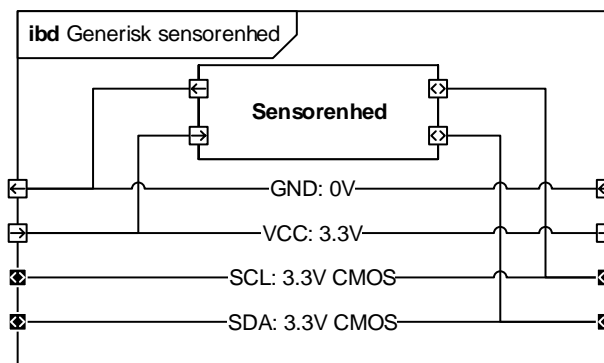 ibd Generisk sensorenhed
Sensorenhed
GND: 0V
VCC: 3.3V
SCL: 3.3V CMOS
SDA: 3.3V CMOS